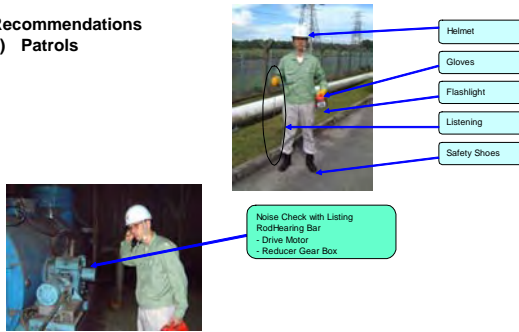 Recommendations
) Patrols
Helmet
Gloves
Flashlight
Listening
Safety Shoes
Noise Check with Listing
RodHearing Bar
- Drive Motor
- Reducer Gear Box